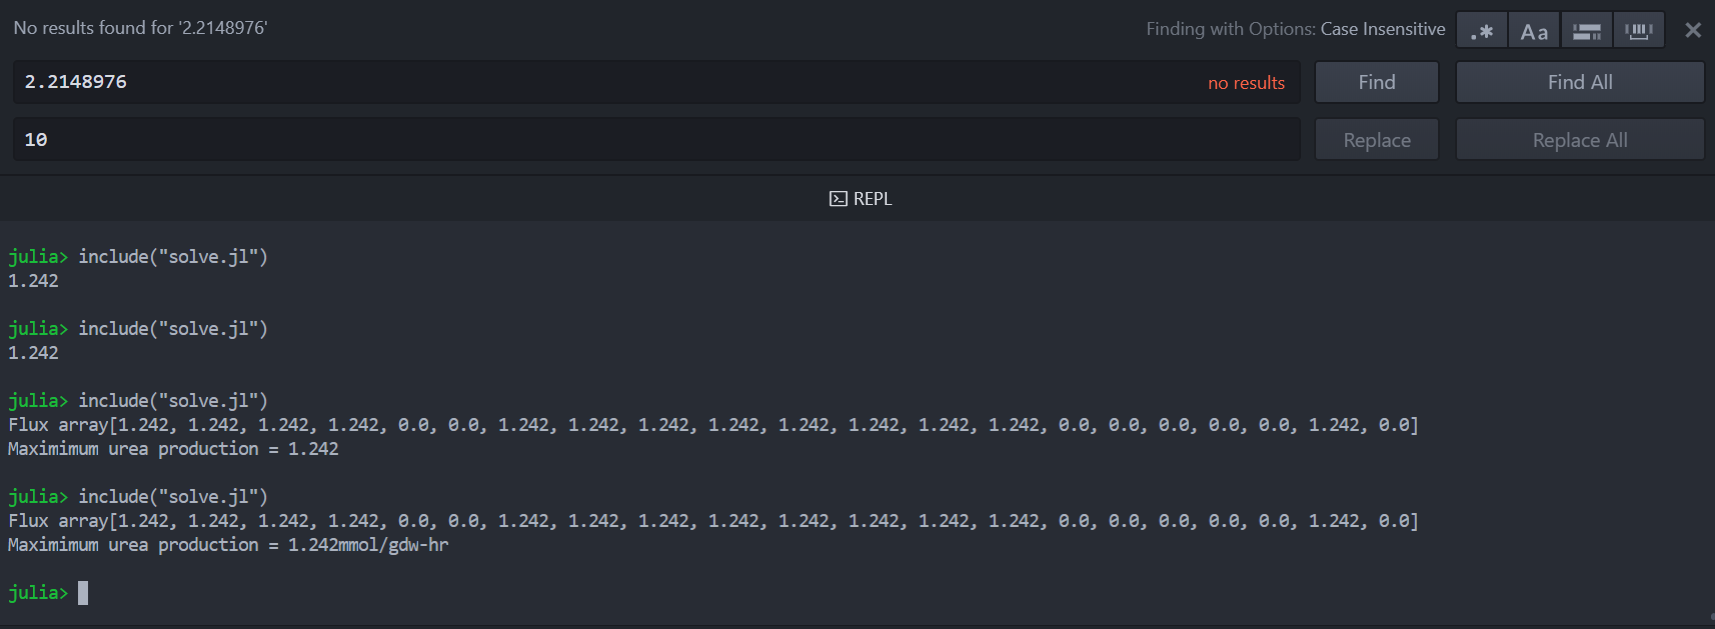 No results found for '2.2148976'
Finding with Options: Case Insensitive
.* Aa
2.2148976
no results
Find
Find All
10
Replace
Replace All
REPL
julia> include("solve.jl")
1.242
julia> include("solve.jl")
1.242
julia> include("solve.jl")
Flux array[1.242, 1.242, 1.242, 1.242, 0.0, 0.0, 1.242, 1.242, 1.242, 1.242, 1.242, 1.242, 1.242, 1.242, 0.0, 0.0, 0.0, 0.0, 0.0, 1.242, 0.0]
Maximimum urea production = 1.242
julia> include("solve.jl")
Flux array[1.242, 1.242, 1.242, 1.242, 0.0, 0.0, 1.242, 1.242, 1.242, 1.242, 1.242, 1.242, 1.242, 1.242, 0.0, 0.0, 0.0, 0.0, 0.0, 1.242, 0.0]
Maximimum urea production = 1.242mmol/gdw-hr
julia>